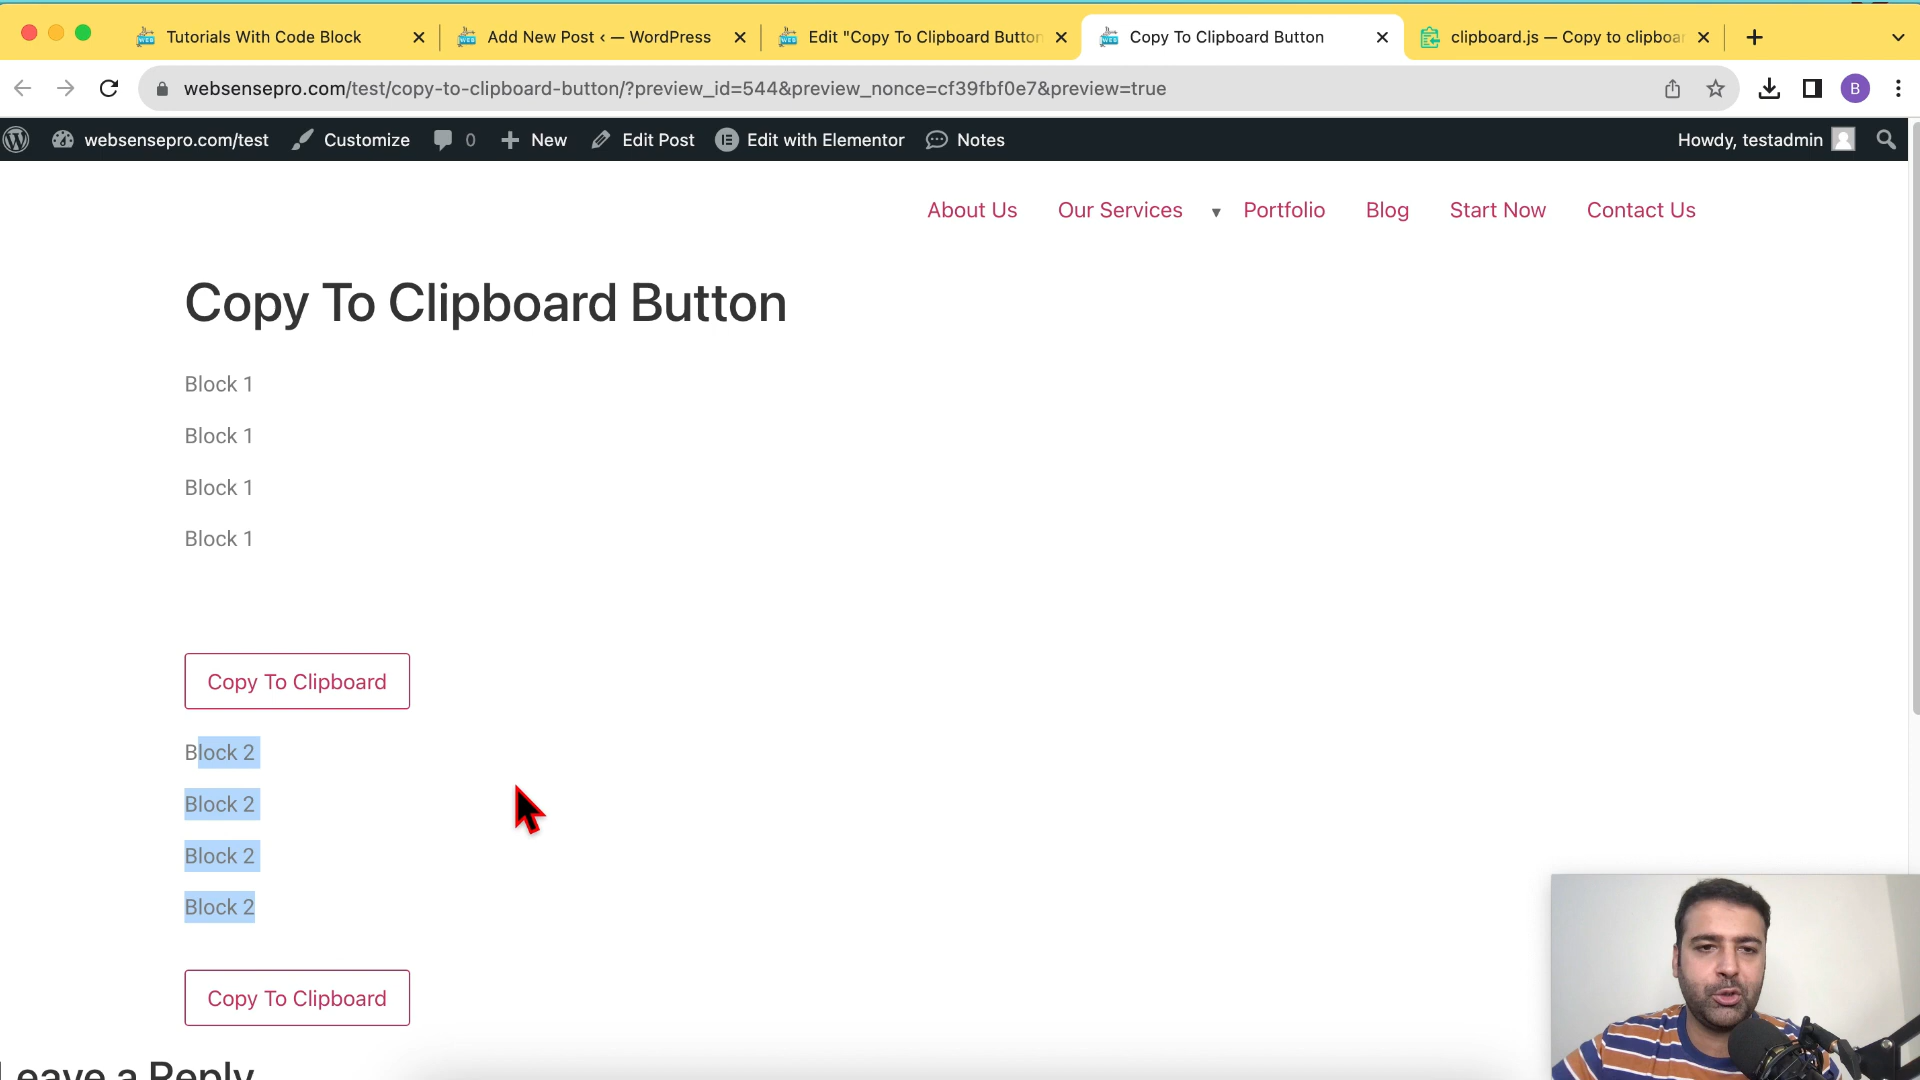 Tutorials With Code Block
Add New Post ‹ — WordPress
Edit "Copy To Clipboard Button
Copy To Clipboard Button
clipboard.js — Copy to clipboar
websensepro.com/test/copy-to-clipboard-button/?preview_id=544&preview_nonce=cf39fbf0e7&preview=true
B
websensepro.com/test
Customize
0
New
Edit Post
Edit with Elementor
Notes
Howdy, testadmin
About Us
Our Services
Portfolio
Blog
Start Now
Contact Us
Copy To Clipboard Button
Block 1
Block 1
Block 1
Block 1
Copy To Clipboard
Block 2
Block 2
Block 2
Block 2
Copy To Clipboard
Leave a Reply